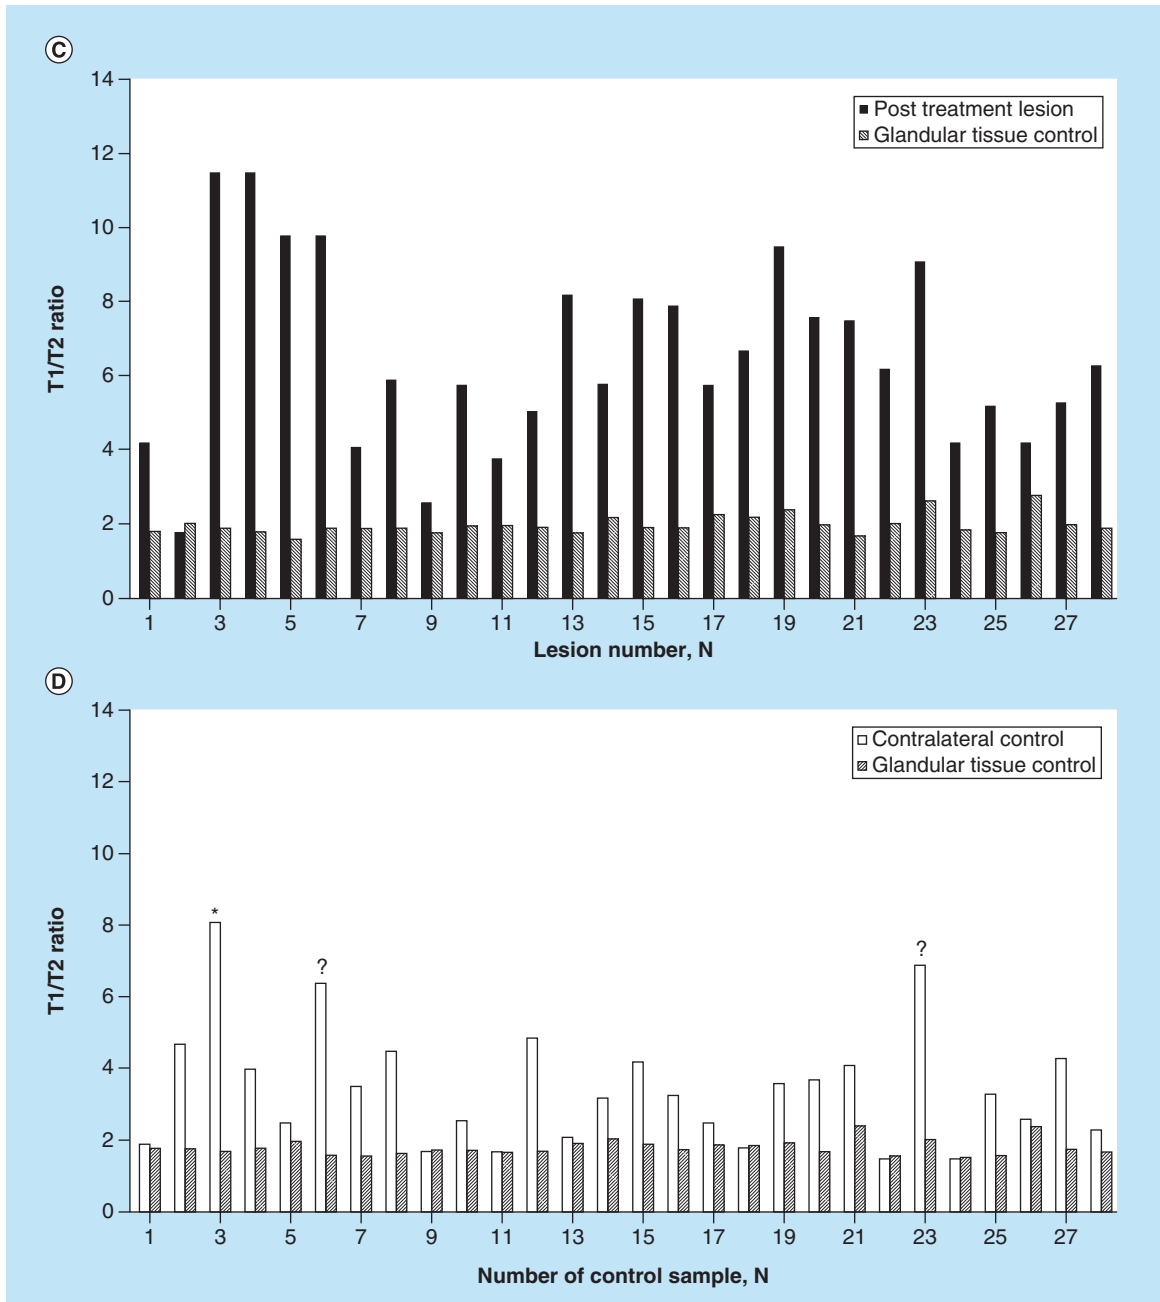 C
14
12
10
8
6
4
2
0
T1/T2 ratio
Post treatment lesion
Glandular tissue control
1 3 5 7 9 11 13 15 17 19 21 23 25 27
Lesion number, N
D
14
12
10
8
6
4
2
0
T1/T2 ratio
Contralateral control
Glandular tissue control
*
?
?
1 3 5 7 9 11 13 15 17 19 21 23 25 27
Number of control sample, N